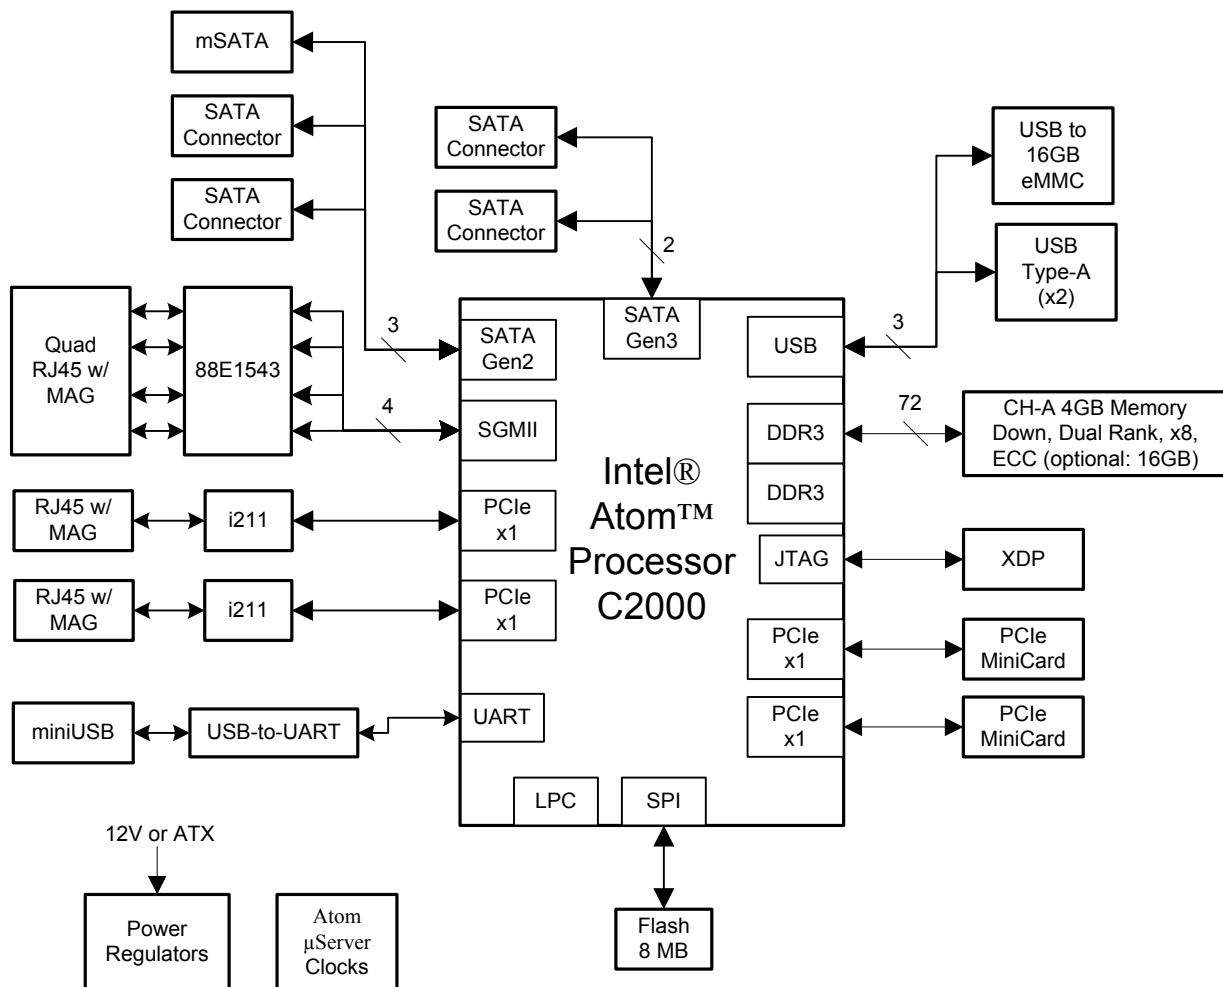 mSATA
SATA
Connector
SATA
Connector
SATA
Connector
SATA
Connector
2
USB to
16GB
eMMC
USB
Type-A
(x2)
Quad
RJ45 w/
MAG
88E1543
3
4
SATA
Gen2
SATA
Gen3
USB
3
SGMII
DDR3
72
CH-A 4GB Memory
Down, Dual Rank, x8,
ECC (optional: 16GB)
DDR3
Intel®
Atom™
Processor
C2000
RJ45 w/
MAG
i211
PCIe
x1
JTAG
XDP
RJ45 w/
MAG
i211
PCIe
x1
PCIe
x1
PCIe
MiniCard
miniUSB
USB-to-UART
UART
PCIe
x1
PCIe
MiniCard
LPC
SPI
12V or ATX
Power
Regulators
Atom
µServer
Clocks
Flash
8 MB